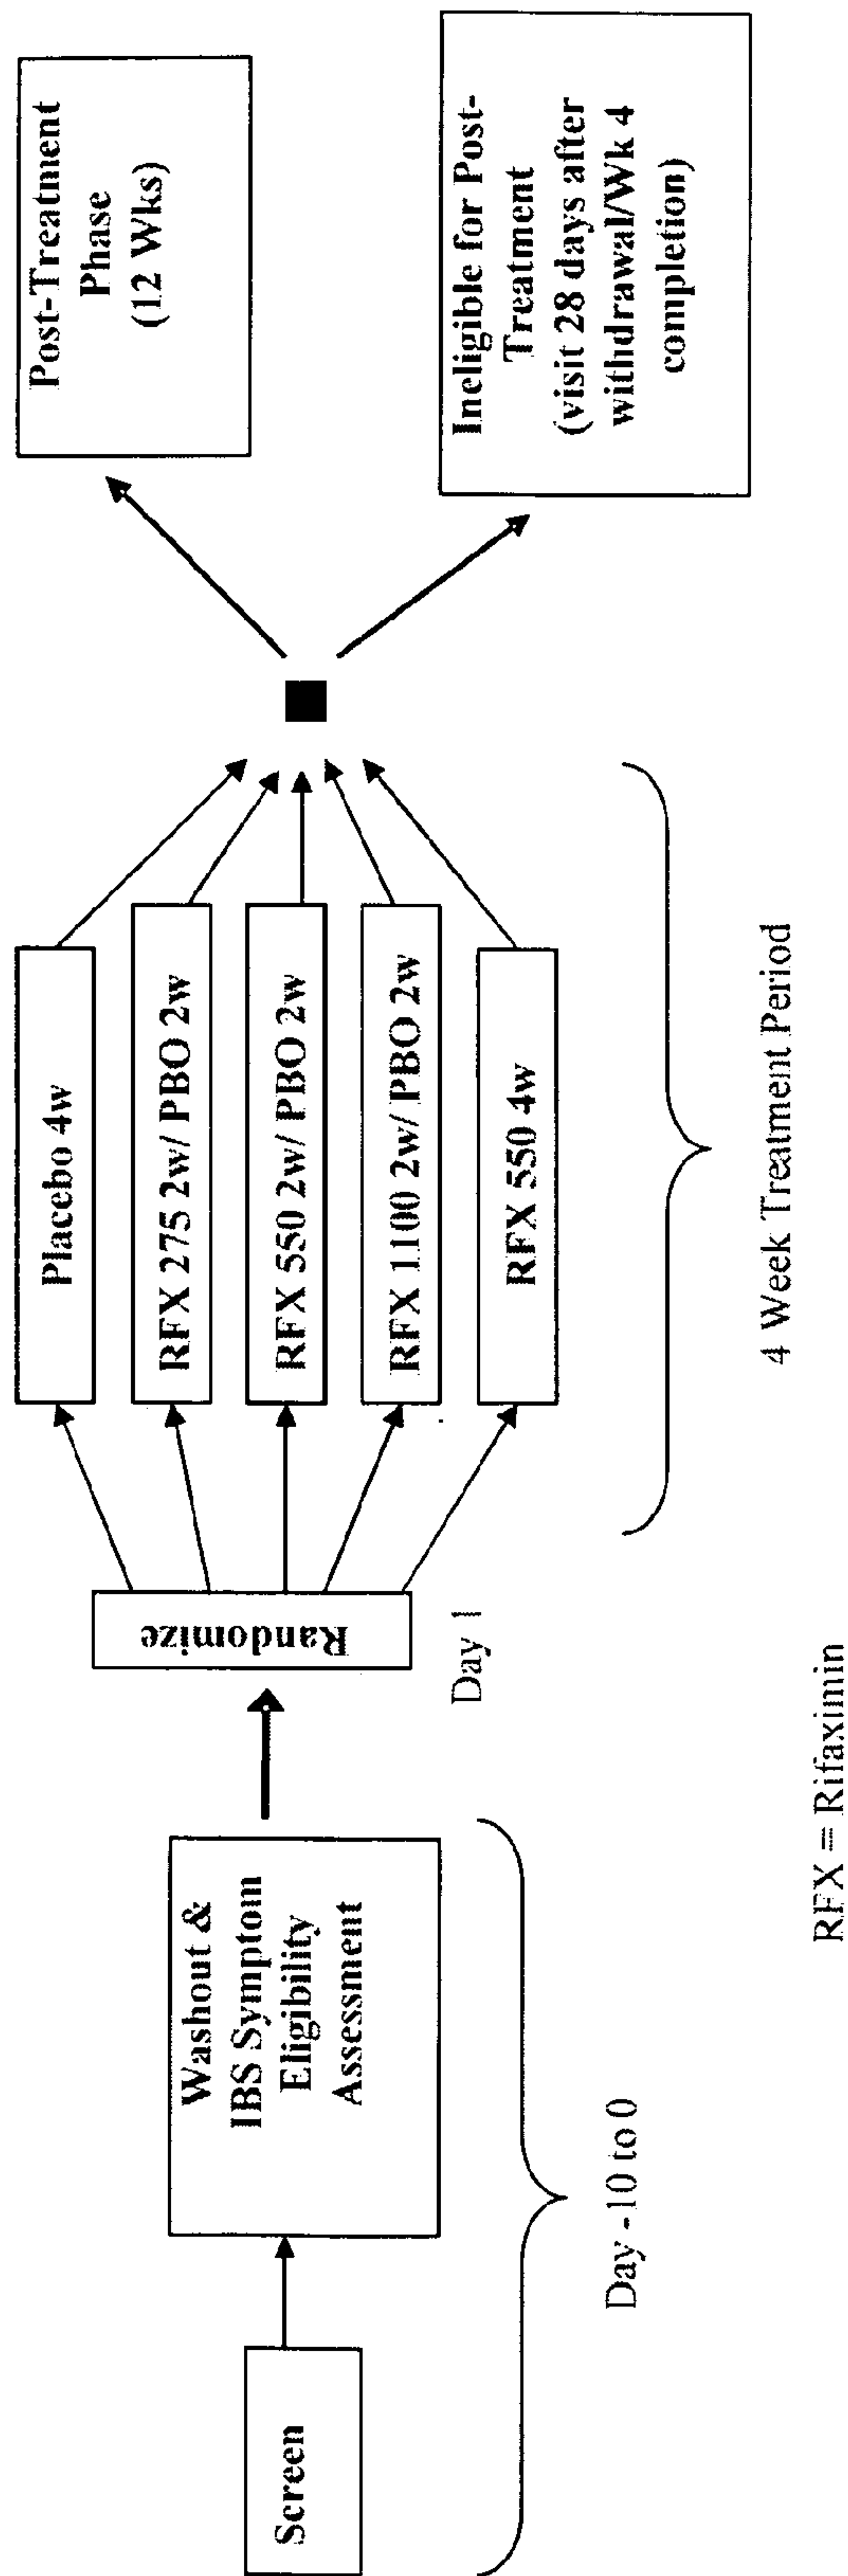 Screen
Washout &
IBS Symptom
Eligibility
Assessment
Day -10 to 0
Randomize
Day 1
Placebo 4w
RFX 275 2w/ PBO 2w
RFX 550 2w/ PBO 2w
RFX 1100 2w/ PBO 2w
RFX 550 4w
4 Week Treatment Period
Post-Treatment
Phase
(12 Wks)
Ineligible for Post-
Treatment
(visit 28 days after
withdrawal/Wk 4
completion)
RFX = Rifaximin